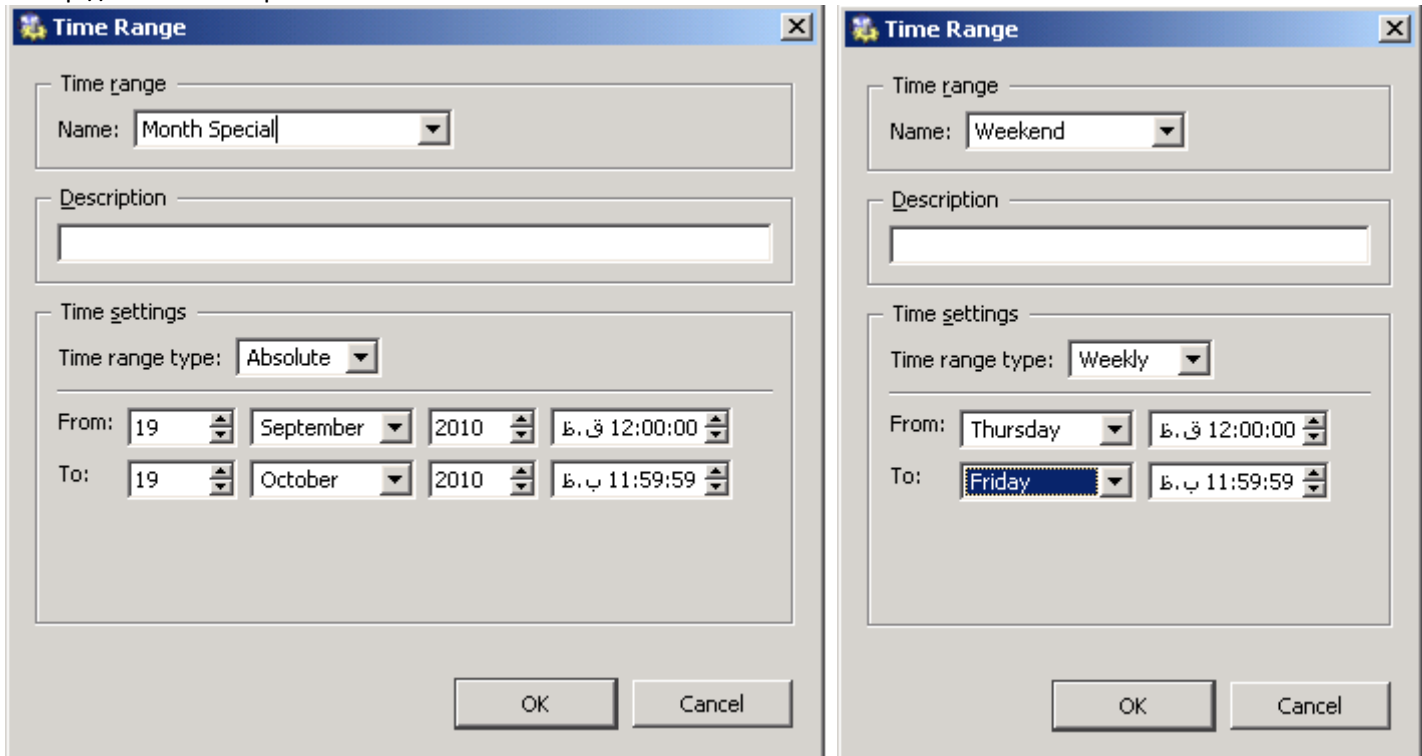 Time Range
Time range
Name: Month Special
Description
Time settings
Time range type: Absolute
From: 19 September 2010 12:00:00 ق.ظ
To: 19 October 2010 11:59:59 ب.ظ
OK Cancel
Time Range
Time range
Name: Weekend
Description
Time settings
Time range type: Weekly
From: Thursday 12:00:00 ق.ظ
To: Friday 11:59:59 ب.ظ
OK Cancel